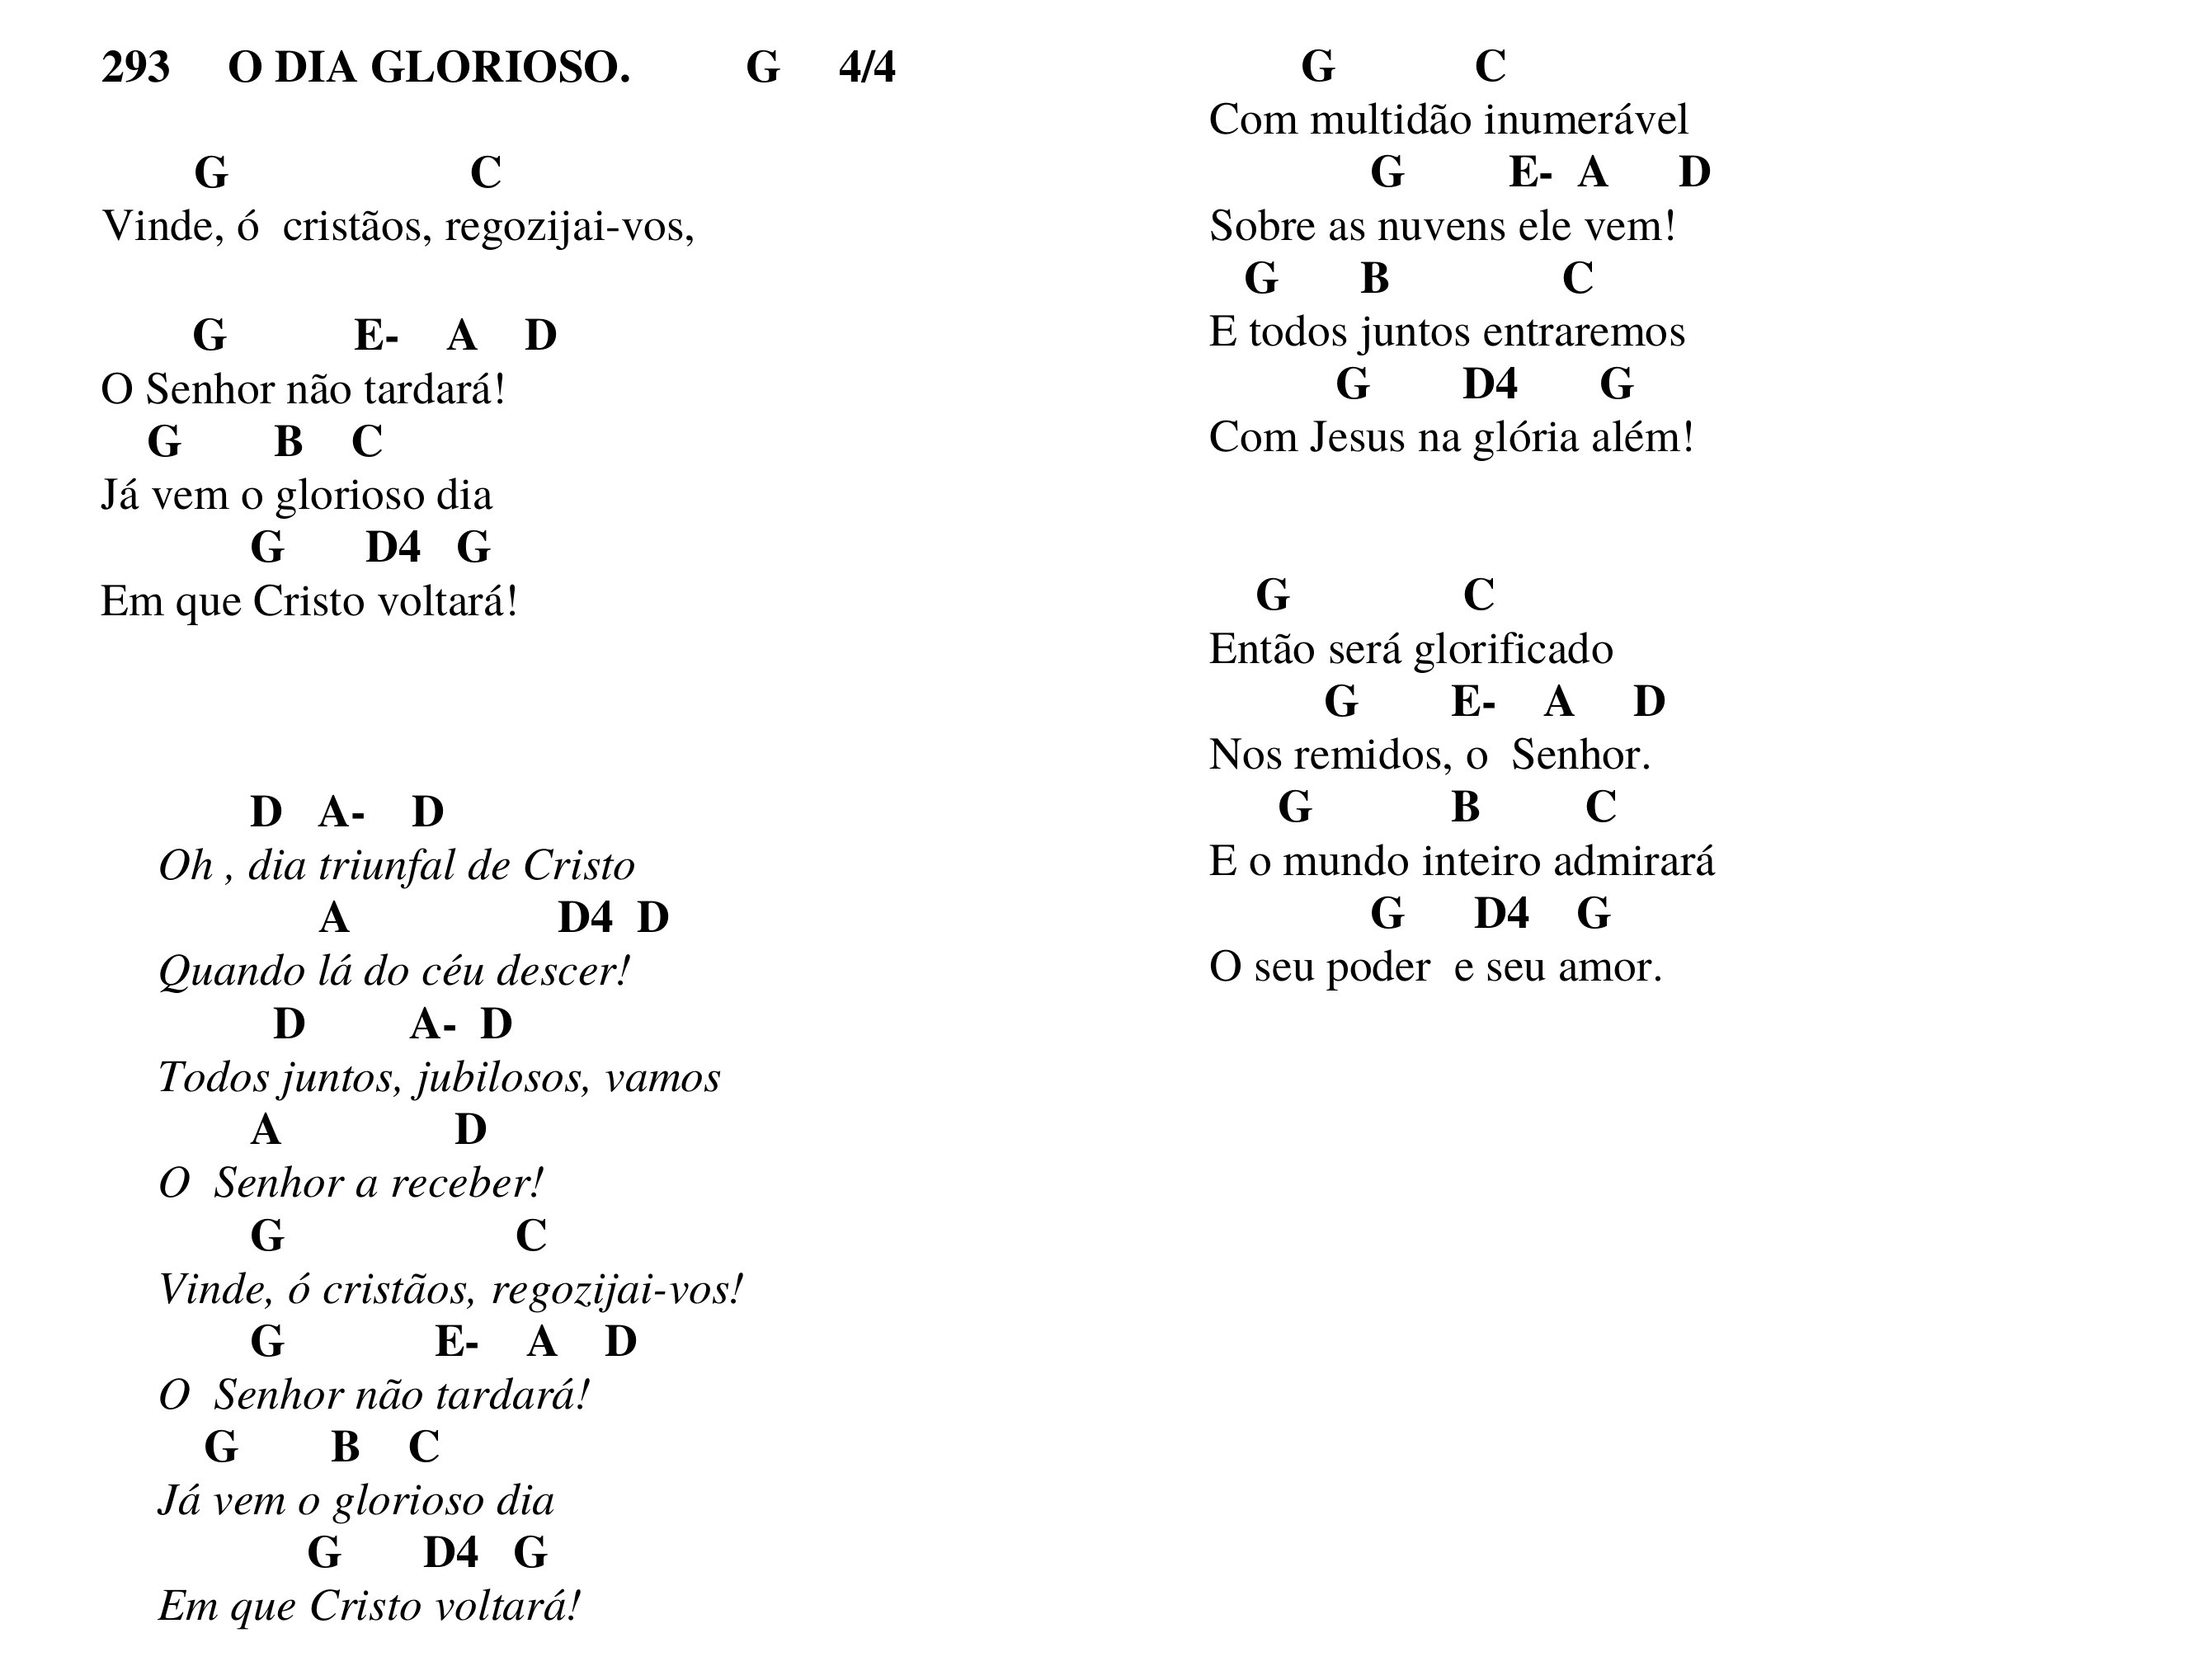 293 O DIA GLORIOSO. G 4/4
G C
Vinde, ó cristãos, regozijai-vos,
G E- A D
O Senhor não tardará!
G B C
Já vem o glorioso dia
G D4 G
Em que Cristo voltará!
D A- D
Oh , dia triunfal de Cristo
A D4 D
Quando lá do céu descer!
D A- D
Todos juntos, jubilosos, vamos
A D
O Senhor a receber!
G C
Vinde, ó cristãos, regozijai-vos!
G E- A D
O Senhor não tardará!
G B C
Já vem o glorioso dia
G D4 G
Em que Cristo voltará!
G C
Com multidão inumerável
G E- A D
Sobre as nuvens ele vem!
G B C
E todos juntos entraremos
G D4 G
Com Jesus na glória além!
G C
Então será glorificado
G E- A D
Nos remidos, o Senhor.
G B C
E o mundo inteiro admirará
G D4 G
O seu poder e seu amor.